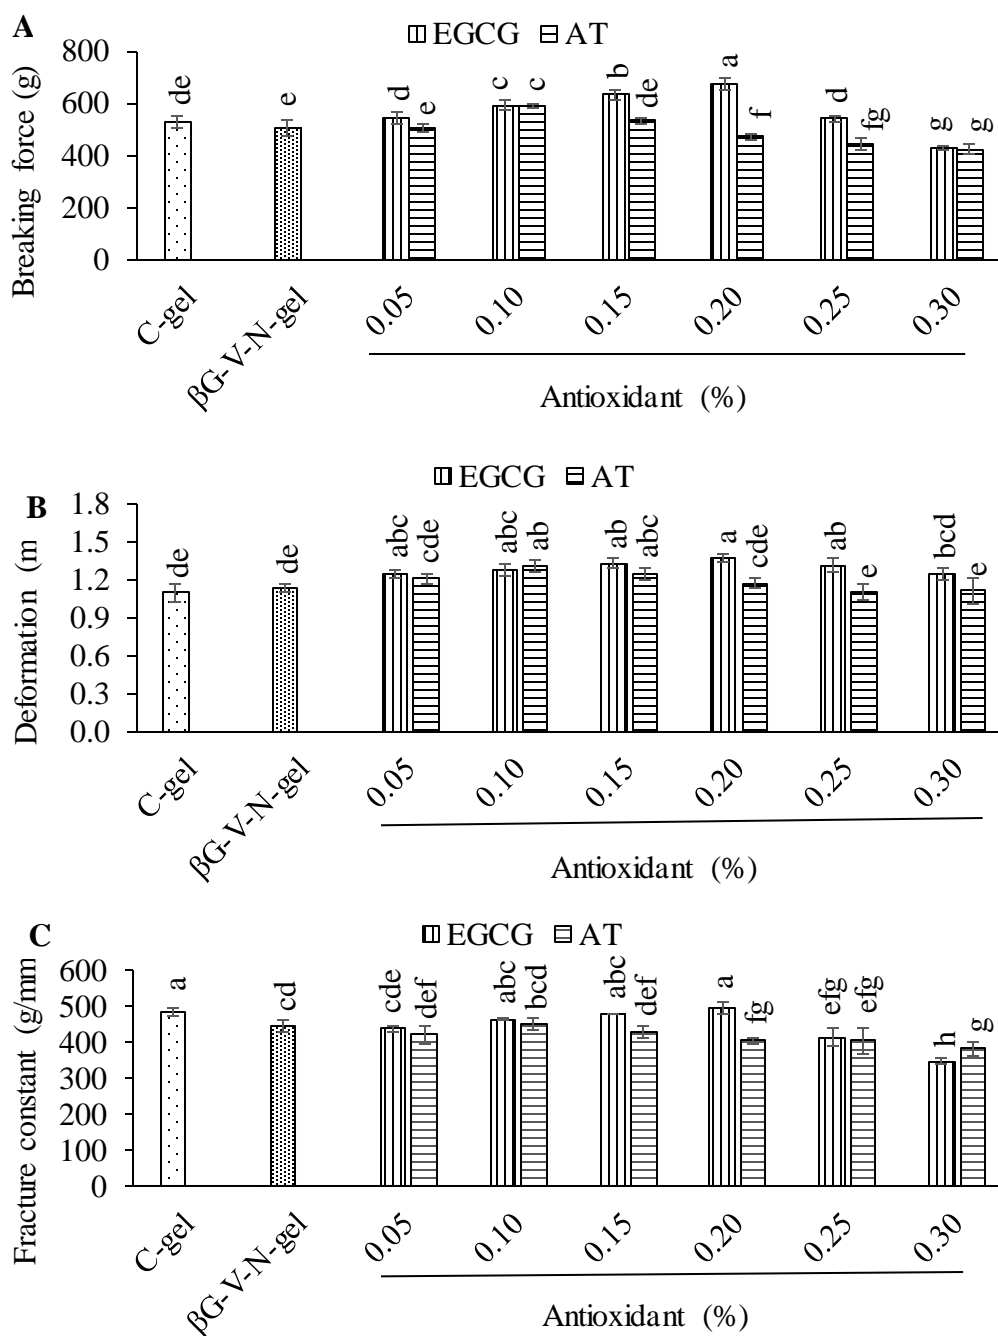 A
EGCG AT
Breaking force (g)
800
600
400
200
0
de e d e c c b de a f d fg g g
C-gel βG-V-N-gel 0.05 0.10 0.15 0.20 0.25 0.30
Antioxidant (%)
B
EGCG AT
Deformation (m
1.8
1.5
1.2
0.9
0.6
0.3
0.0
de de abc cde abc ab ab abc a cde ab e bcd e
C-gel βG-V-N-gel 0.05 0.10 0.15 0.20 0.25 0.30
Antioxidant (%)
C
EGCG AT
Fracture constant (g/mm
600
500
400
300
200
100
0
a cd cde def abc bcd abc def a fg efg efg h g
C-gel βG-V-N-gel 0.05 0.10 0.15 0.20 0.25 0.30
Antioxidant (%)